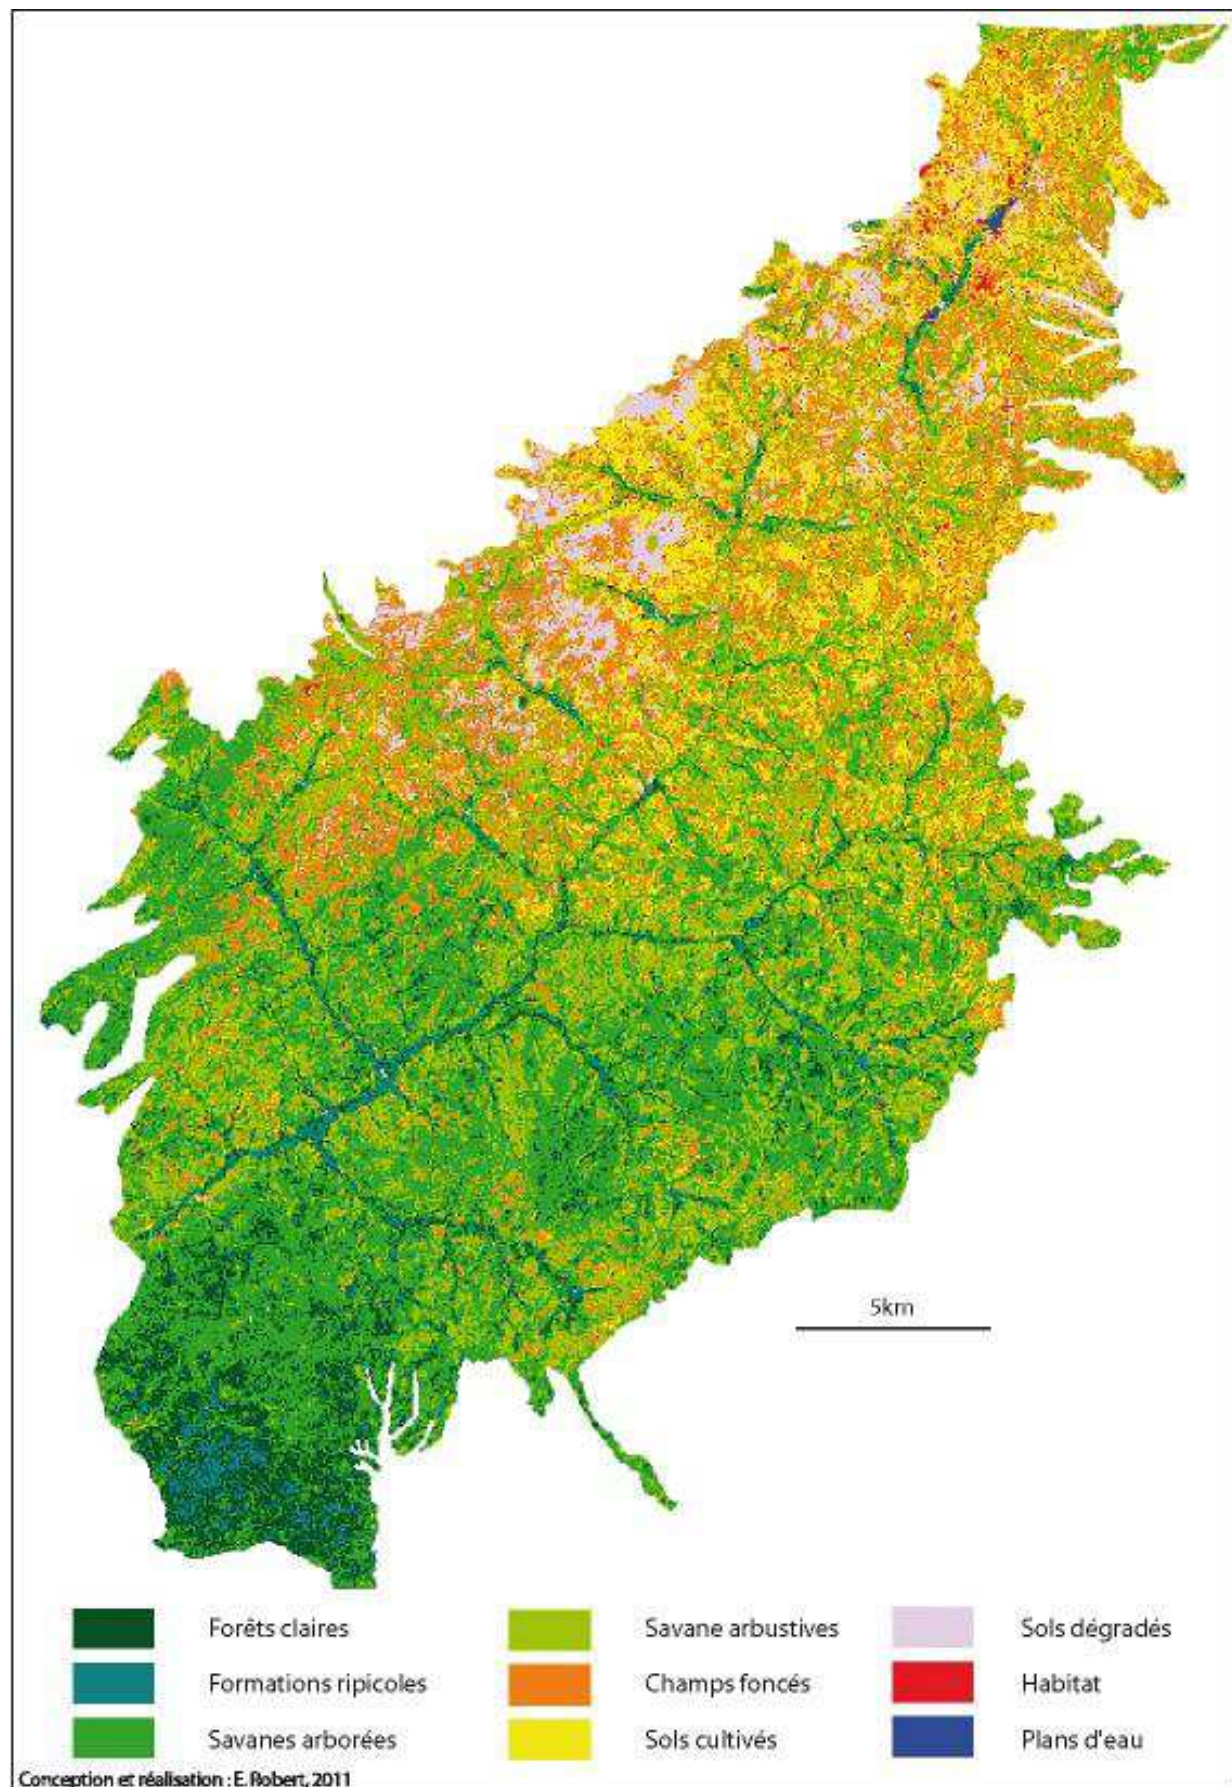 5km
Forêts claires
Savane arbustives
Sols dégradés
Formations ripicoles
Champs foncés
Habitat
Savanes arborées
Sols cultivés
Plans d'eau
Conception et réalisation : E. Robert, 2011